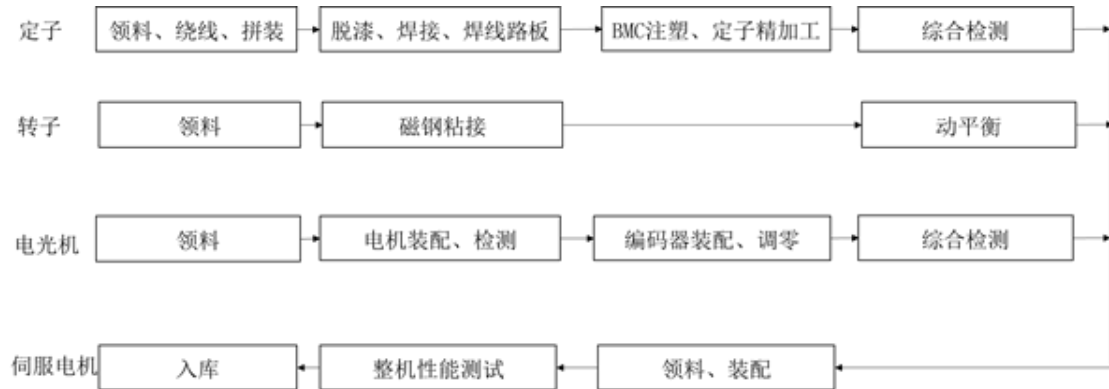 定子
领料、绕线、拼装
脱漆、焊接、焊线路板
BMC注塑、定子精加工
综合检测
转子
领料
磁钢粘接
动平衡
电光机
领料
电机装配、检测
编码器装配、调零
综合检测
伺服电机
入库
整机性能测试
领料、装配